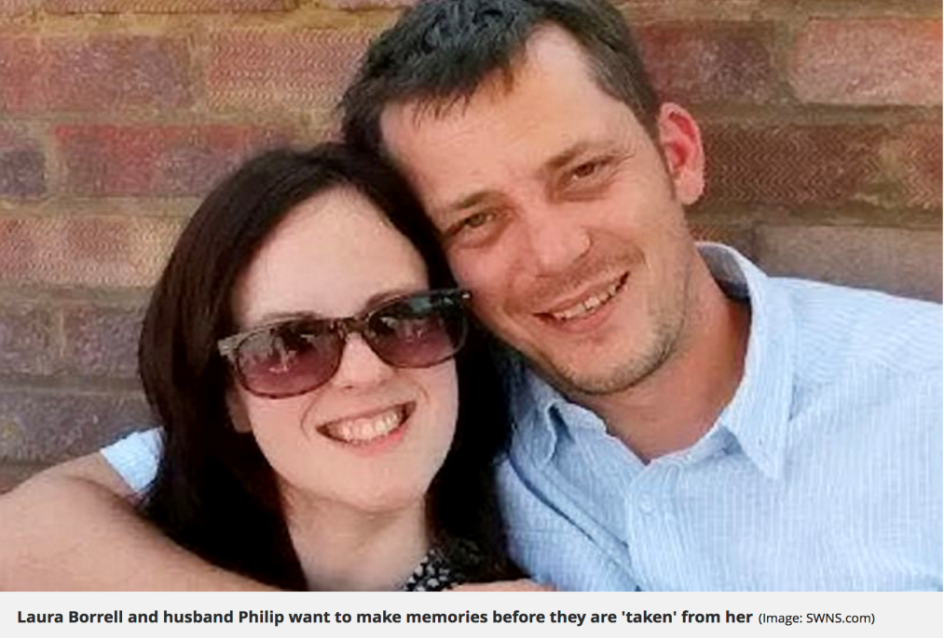 Laura Borrell and husband Philip want to make memories before they are 'taken' from her (Image: SWNS.com)